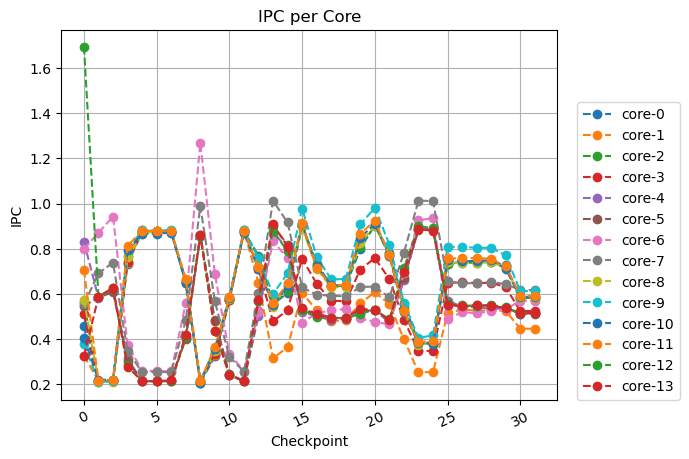 IPC per Core
IPC
1.6
1.4
1.2
1.0
0.8
0.6
0.4
0.2
0
5
10
15
20
25
30
Checkpoint
core-0
core-1
core-2
core-3
core-4
core-5
core-6
core-7
core-8
core-9
core-10
core-11
core-12
core-13